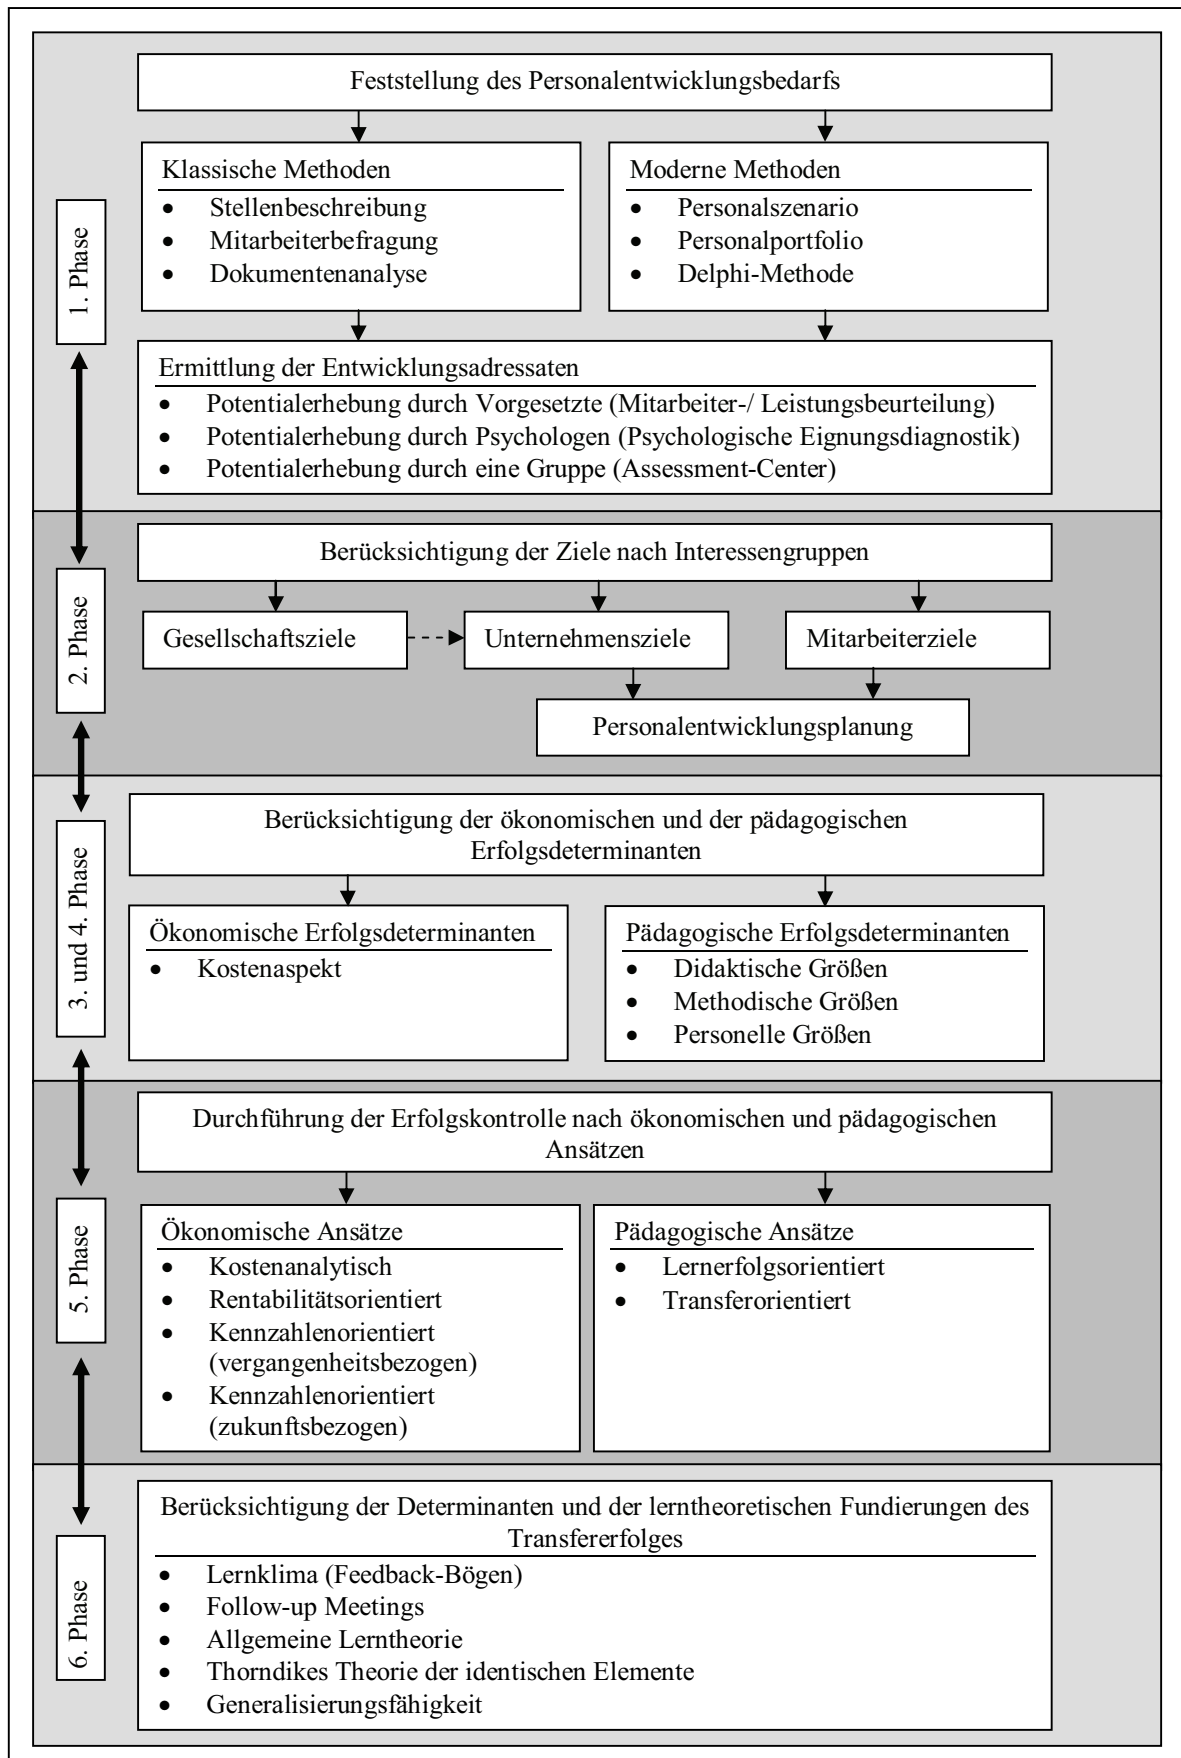 Feststellung des Personalentwicklungsbedarfs
1. Phase
Klassische Methoden
• Stellenbeschreibung
• Mitarbeiterbefragung
• Dokumentenanalyse
Moderne Methoden
• Personalszenario
• Personalportfolio
• Delphi-Methode
Ermittlung der Entwicklungsadressaten
• Potentialerhebung durch Vorgesetzte (Mitarbeiter-/ Leistungsbeurteilung)
• Potentialerhebung durch Psychologen (Psychologische Eignungsdiagnostik)
• Potentialerhebung durch eine Gruppe (Assessment-Center)
2. Phase
Berücksichtigung der Ziele nach Interessengruppen
Gesellschaftsziele
Unternehmensziele
Mitarbeiterziele
Personalentwicklungsplanung
3. und 4. Phase
Berücksichtigung der ökonomischen und der pädagogischen
Erfolgsdeterminanten
Ökonomische Erfolgsdeterminanten
• Kostenaspekt
Pädagogische Erfolgsdeterminanten
• Didaktische Größen
• Methodische Größen
• Personelle Größen
5. Phase
Durchführung der Erfolgskontrolle nach ökonomischen und pädagogischen
Ansätzen
Ökonomische Ansätze
• Kostenanalytisch
• Rentabilitätsorientiert
• Kennzahlenorientiert
(vergangenheitsbezogen)
• Kennzahlenorientiert
(zukunftsbezogen)
Pädagogische Ansätze
• Lernerfolgsorientiert
• Transferorientiert
6. Phase
Berücksichtigung der Determinanten und der lerntheoretischen Fundierungen des
Transfererfolges
• Lernklima (Feedback-Bögen)
• Follow-up Meetings
• Allgemeine Lerntheorie
• Thorndikes Theorie der identischen Elemente
• Generalisierungsfähigkeit